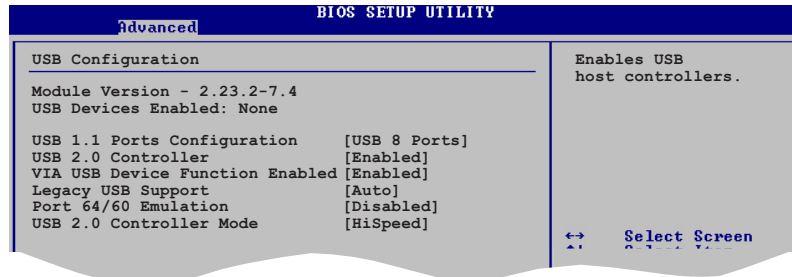 BIOS SETUP UTILITY
Advanced
USB Configuration
Module Version - 2.23.2-7.4
USB Devices Enabled: None
USB 1.1 Ports Configuration [USB 8 Ports]
USB 2.0 Controller [Enabled]
VIA USB Device Function Enabled [Enabled]
Legacy USB Support [Auto]
Port 64/60 Emulation [Disabled]
USB 2.0 Controller Mode [HiSpeed]
Enables USB
host controllers.
←→ Select Screen